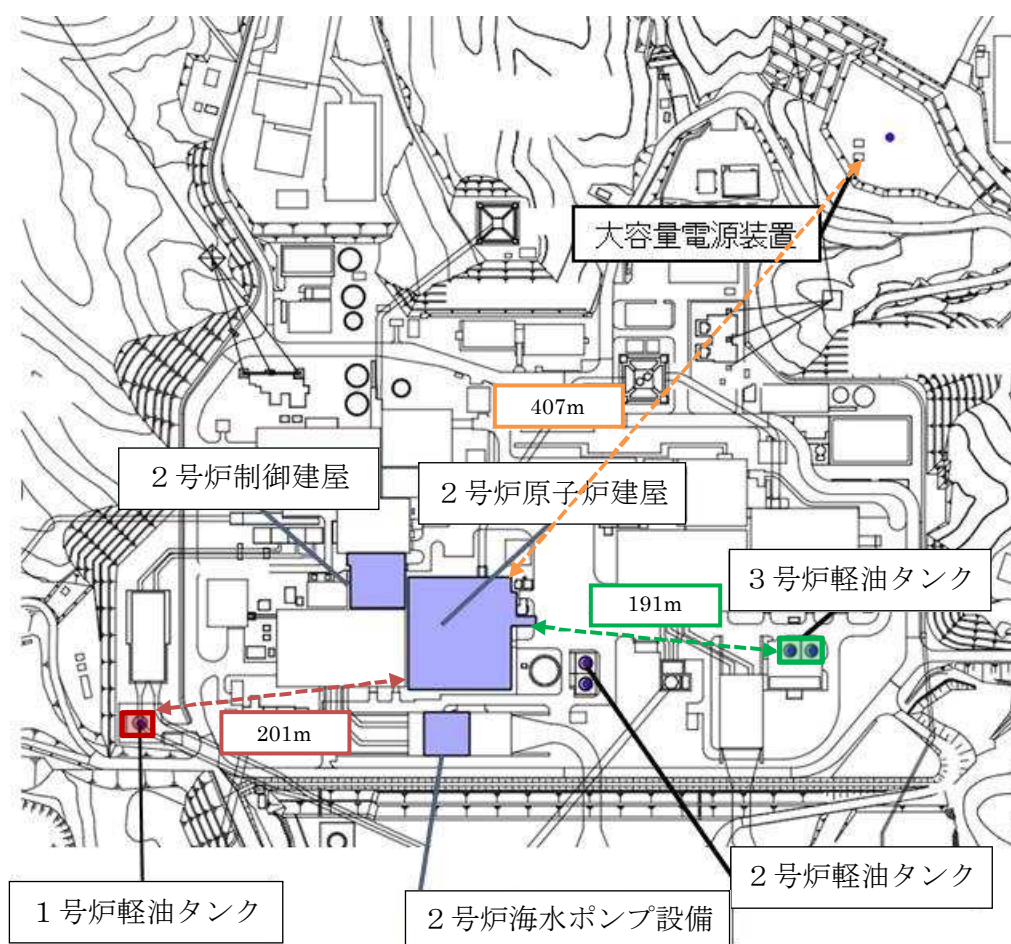 大容量電源装置
407m
２号炉制御建屋
２号炉原子炉建屋
191m
３号炉軽油タンク
201m
１号炉軽油タンク
２号炉海水ポンプ設備
２号炉軽油タンク